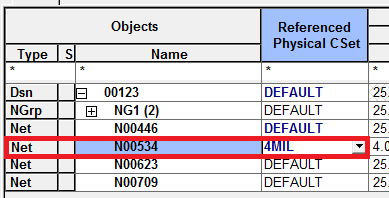 Objects Referenced Physical CSet
Type S Name
* * * * *
Dsn 00123 DEFAULT 25.
NGrp NG1 (2) DEFAULT 25.
Net N00446 DEFAULT 25.
Net N00534 4MIL 4.0
Net N00623 DEFAULT 25.
Net N00709 DEFAULT 25.